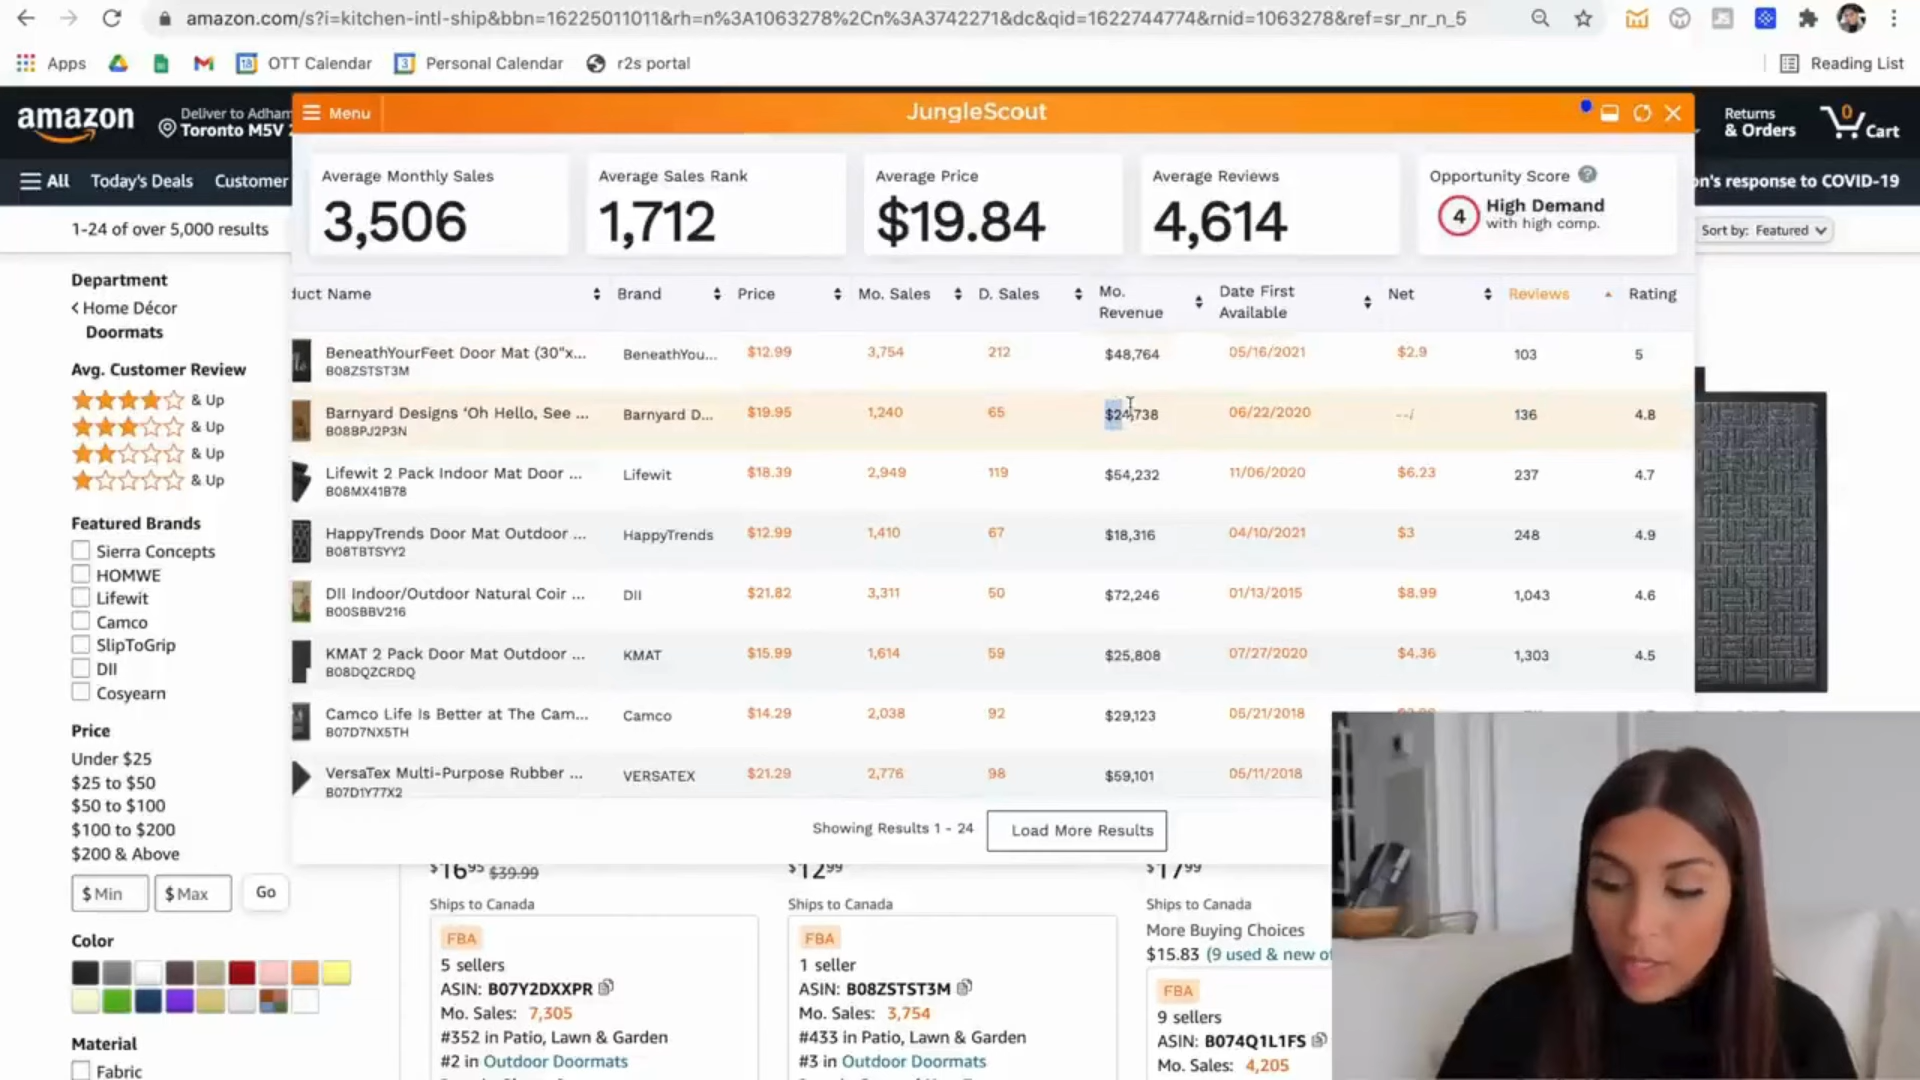 amazon.com/s?i=kitchen-intl-ship&bbn=16225011011&rh=n%3A1063278%2Cn%3A3742271&dc&qid=1622744774&rnid=1063278&ref=sr_nr_n_5
Apps
OTT Calendar
Personal Calendar
r2s portal
Reading List
amazon
Deliver to Adham
Toronto M5V
Menu
JungleScout
Returns
& Orders
0
Cart
All
Today's Deals
Customer
on's response to COVID-19
1-24 of over 5,000 results
Sort by: Featured
Average Monthly Sales
3,506
Average Sales Rank
1,712
Average Price
$19.84
Average Reviews
4,614
Opportunity Score
4
High Demand
with high comp.
Department
Home Décor
Doormats
Avg. Customer Review
& Up
& Up
& Up
& Up
Featured Brands
Sierra Concepts
HOMWE
Lifewit
Camco
SlipToGrip
DII
Cosyearn
Price
Under $25
$25 to $50
$50 to $100
$100 to $200
$200 & Above
$ Min
$ Max
Go
Color
Material
Fabric
duct Name Brand Price Mo. Sales D. Sales Mo. Revenue Date First Available Net Reviews Rating
BeneathYourFeet Door Mat (30"x... BeneathYou... $12.99 3,754 212 $48,764 05/16/2021 $2.9 103 5
B08ZSTST3M
Barnyard Designs ‘Oh Hello, See ... Barnyard D... $19.95 1,240 65 $24,738 06/22/2020 136 4.8
B08BPJ2P3N
Lifewit 2 Pack Indoor Mat Door ... Lifewit $18.39 2,949 119 $54,232 11/06/2020 $6.23 237 4.7
B08MX41B78
HappyTrends Door Mat Outdoor ... HappyTrends $12.99 1,410 67 $18,316 04/10/2021 $3 248 4.9
B08TBTSYY2
DII Indoor/Outdoor Natural Coir ... DII $21.82 3,311 50 $72,246 01/13/2015 $8.99 1,043 4.6
B00SBBV216
KMAT 2 Pack Door Mat Outdoor ... KMAT $15.99 1,614 59 $25,808 07/27/2020 $4.36 1,303 4.5
B08DQZCRDQ
Camco Life Is Better at The Cam... Camco $14.29 2,038 92 $29,123 05/21/2018
B07D7NX5TH
VersaTex Multi-Purpose Rubber ... VERSATEX $21.29 2,776 98 $59,101 05/11/2018
B07D1Y77X2
Showing Results 1 - 24
Load More Results
$16.95 $39.99
Ships to Canada
FBA
5 sellers
ASIN: B07Y2DXXPR
Mo. Sales: 7,305
#352 in Patio, Lawn & Garden
#2 in Outdoor Doormats
$12.99
Ships to Canada
FBA
1 seller
ASIN: B08ZSTST3M
Mo. Sales: 3,754
#433 in Patio, Lawn & Garden
#3 in Outdoor Doormats
$17.99
Ships to Canada
More Buying Choices
$15.83 (9 used & new
FBA
9 sellers
ASIN: B074Q1L1FS
Mo. Sales: 4,205